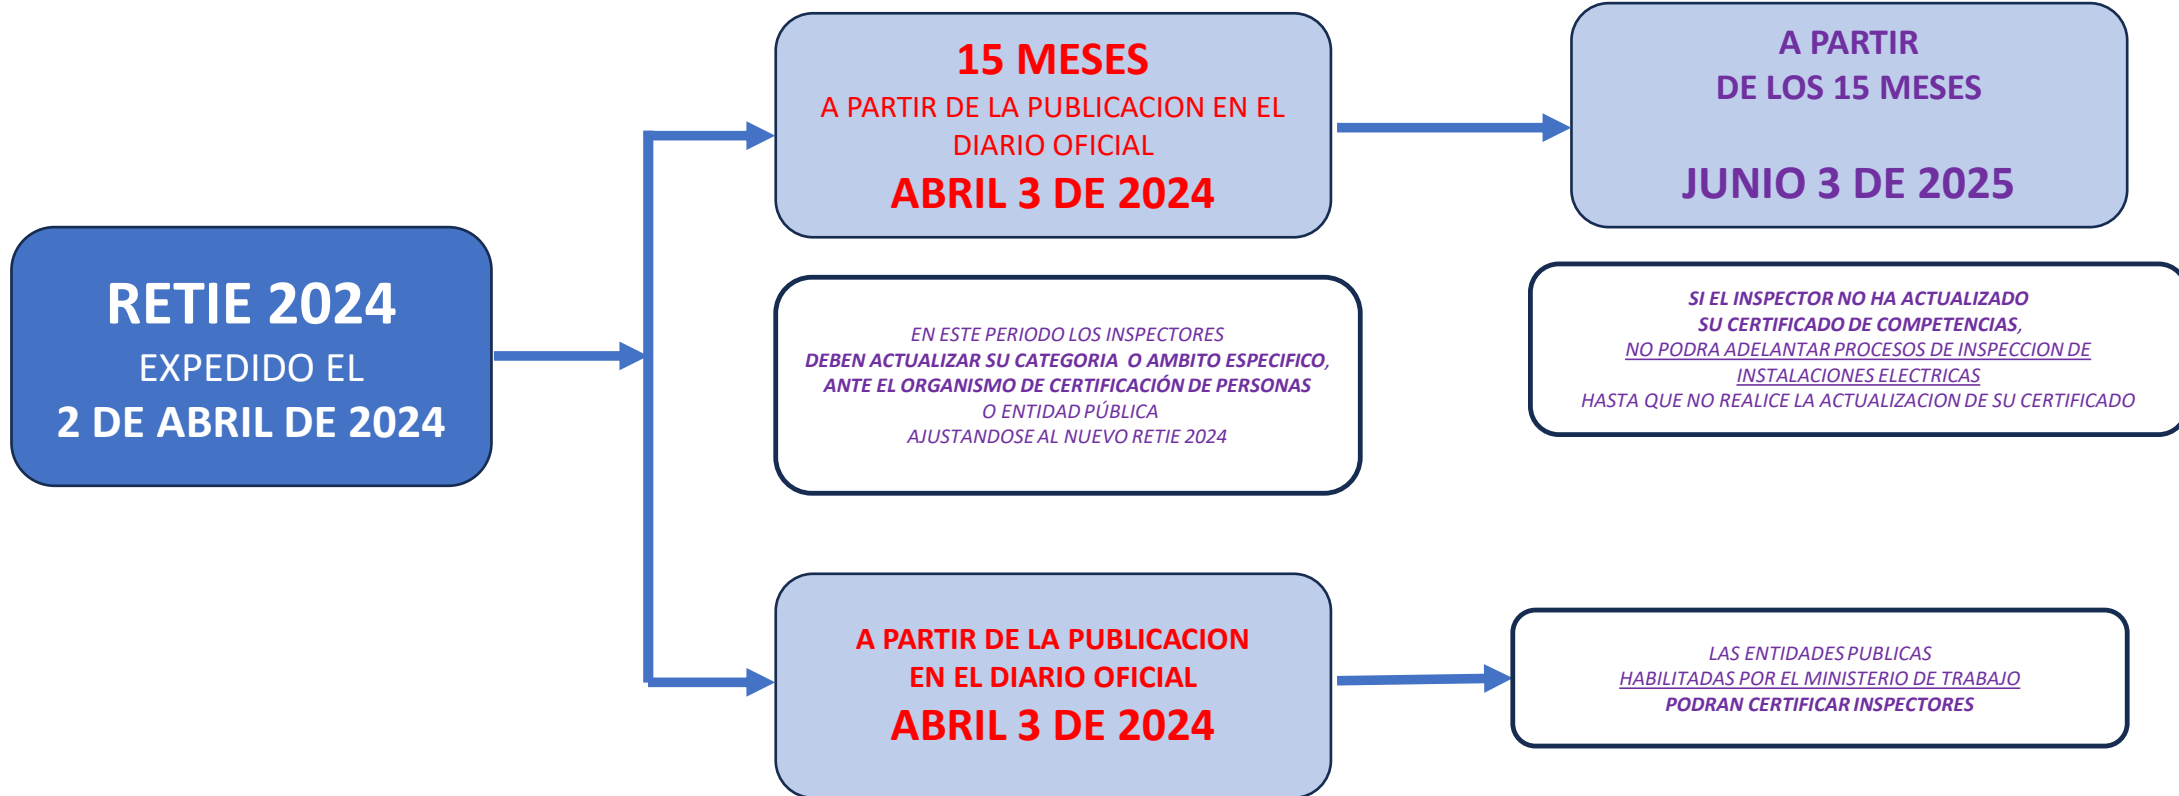 RETIE 2024
EXPEDIDO EL
2 DE ABRIL DE 2024
15 MESES
A PARTIR DE LA PUBLICACION EN EL
DIARIO OFICIAL
ABRIL 3 DE 2024
A PARTIR
DE LOS 15 MESES
JUNIO 3 DE 2025
EN ESTE PERIODO LOS INSPECTORES
DEBEN ACTUALIZAR SU CATEGORIA O AMBITO ESPECIFICO,
ANTE EL ORGANISMO DE CERTIFICACIÓN DE PERSONAS
O ENTIDAD PÚBLICA
AJUSTANDOSE AL NUEVO RETIE 2024
SI EL INSPECTOR NO HA ACTUALIZADO
SU CERTIFICADO DE COMPETENCIAS,
NO PODRA ADELANTAR PROCESOS DE INSPECCION DE
INSTALACIONES ELECTRICAS
HASTA QUE NO REALICE LA ACTUALIZACION DE SU CERTIFICADO
A PARTIR DE LA PUBLICACION
EN EL DIARIO OFICIAL
ABRIL 3 DE 2024
LAS ENTIDADES PUBLICAS
HABILITADAS POR EL MINISTERIO DE TRABAJO
PODRAN CERTIFICAR INSPECTORES